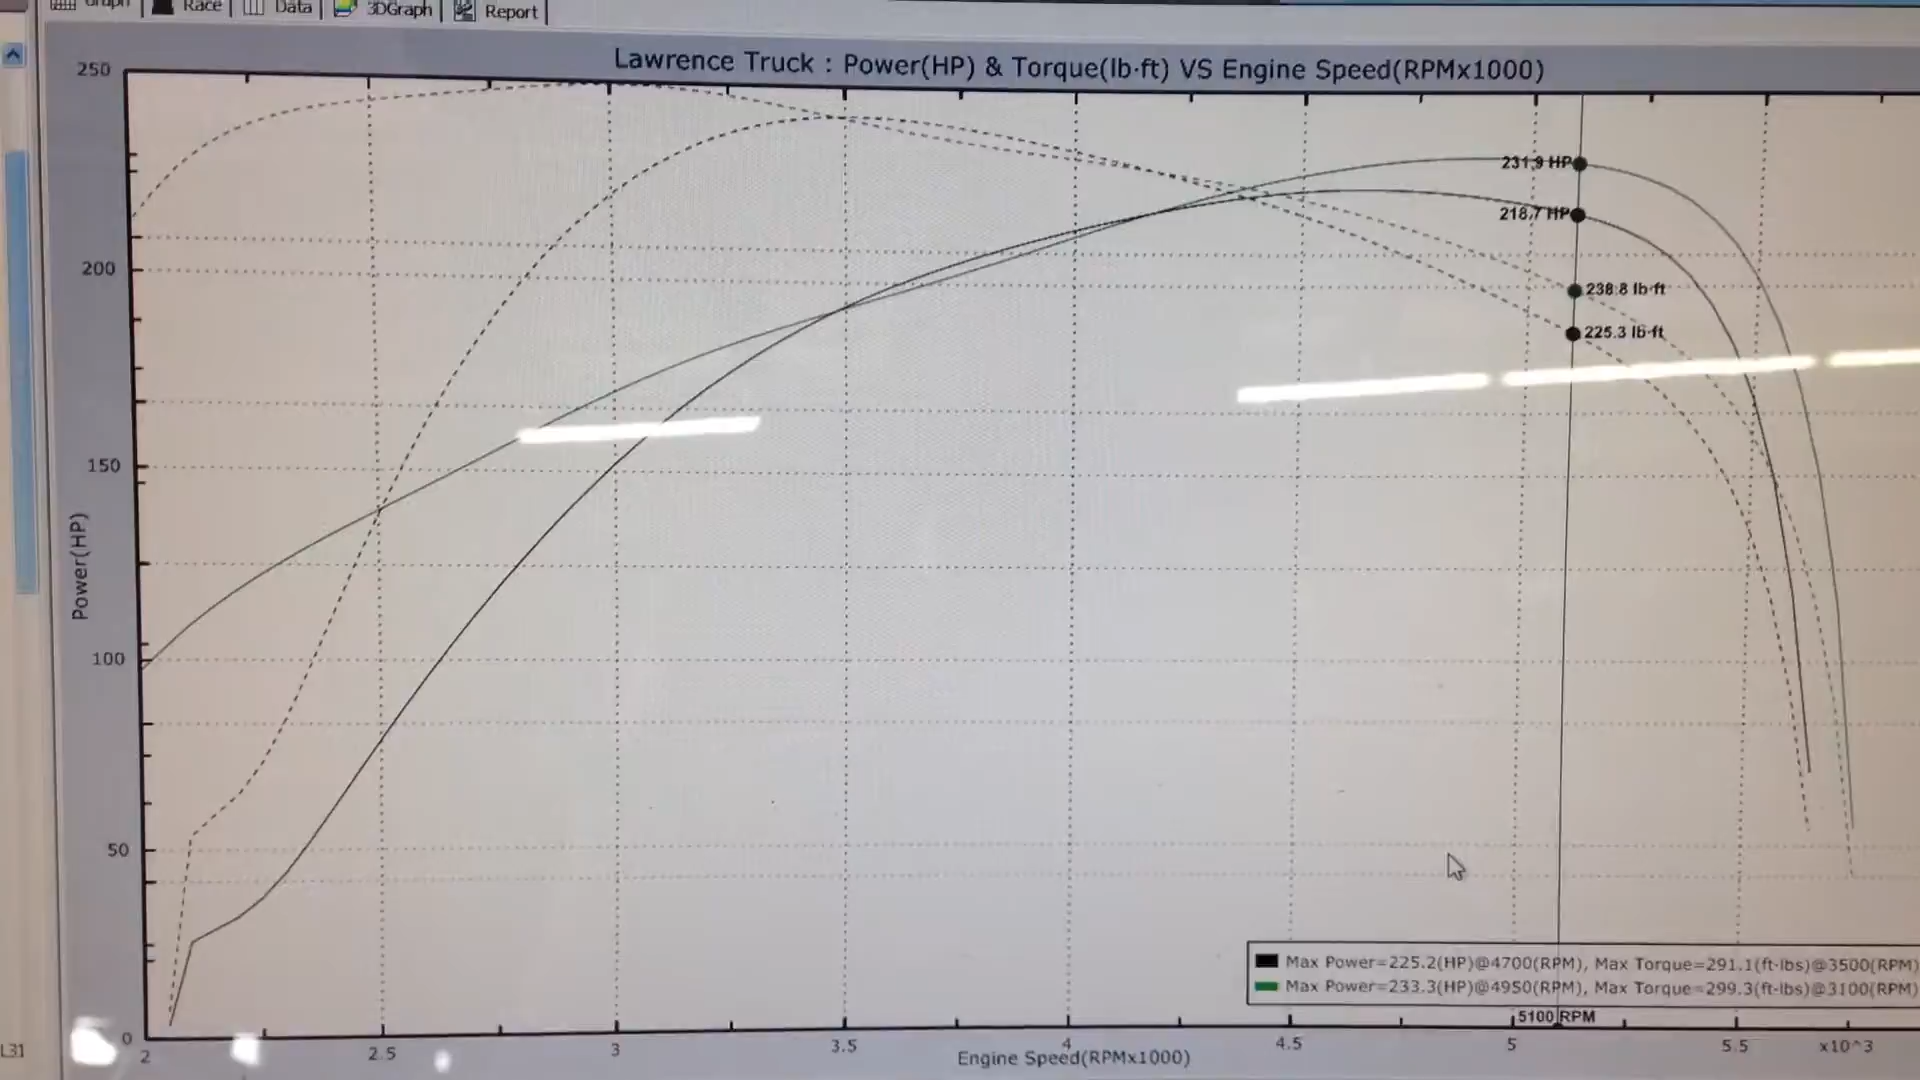 Graph Race Data 3DGraph Report
Lawrence Truck : Power(HP) & Torque(lb·ft) VS Engine Speed(RPMx1000)
250
231.9 HP
218.7 HP
200
238.8 lb·ft
225.3 lb·ft
150
Power(HP)
100
50
Max Power=225.2(HP)@4700(RPM), Max Torque=291.1(ft-lbs)@3500(RPM)
Max Power=233.3(HP)@4950(RPM), Max Torque=299.3(ft-lbs)@3100(RPM)
5100 RPM
0
L31
2 2.5 3 3.5 4 4.5 5 5.5 x10^3
Engine Speed(RPMx1000)